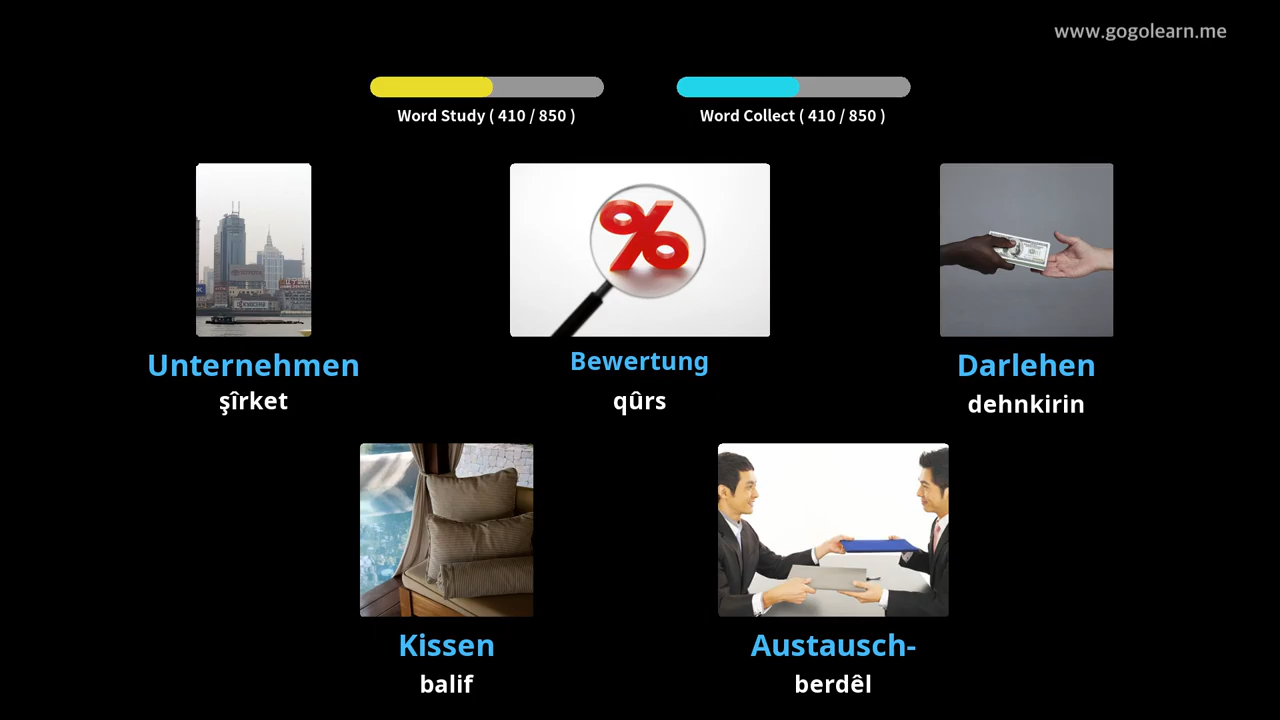 www.gogolearn.me
Word Study ( 410 / 850 )
Word Collect ( 410 / 850 )
Unternehmen
şîrket
Bewertung
qûrs
Darlehen
dehnkirin
Kissen
balif
Austausch-
berdêl